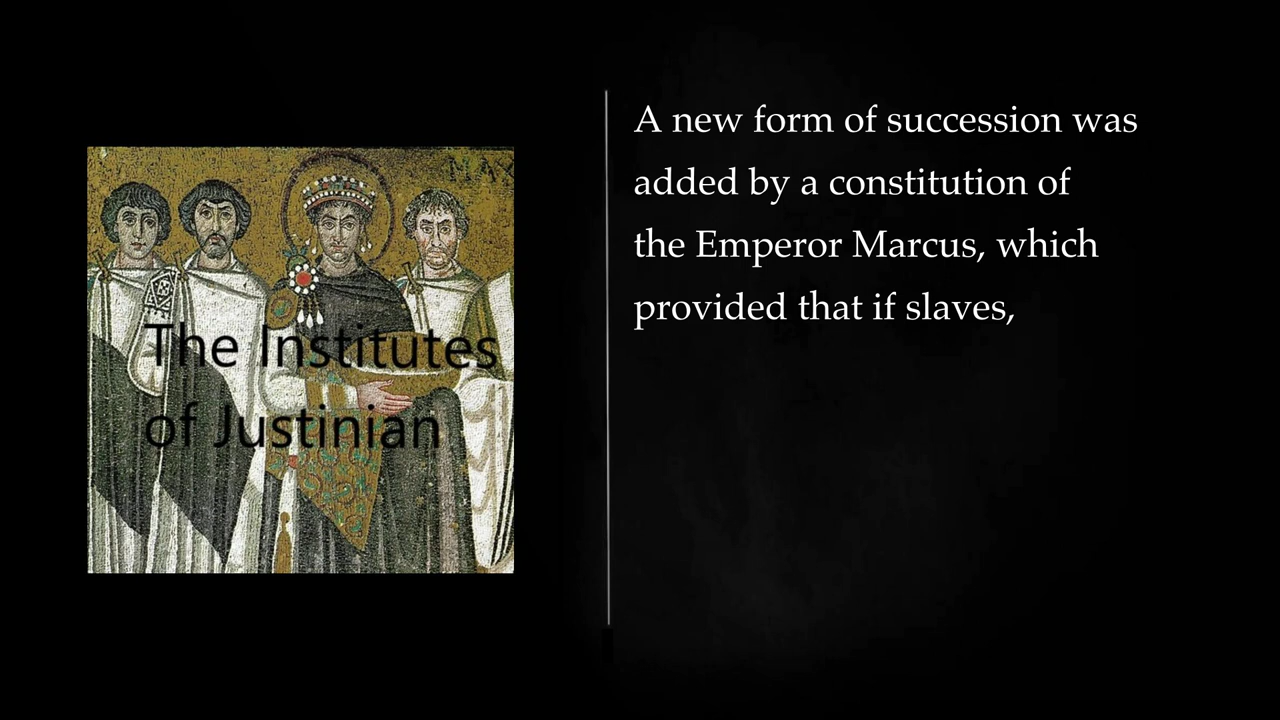 MAX
The Institutes
of Justinian
A new form of succession was
added by a constitution of
the Emperor Marcus, which
provided that if slaves,